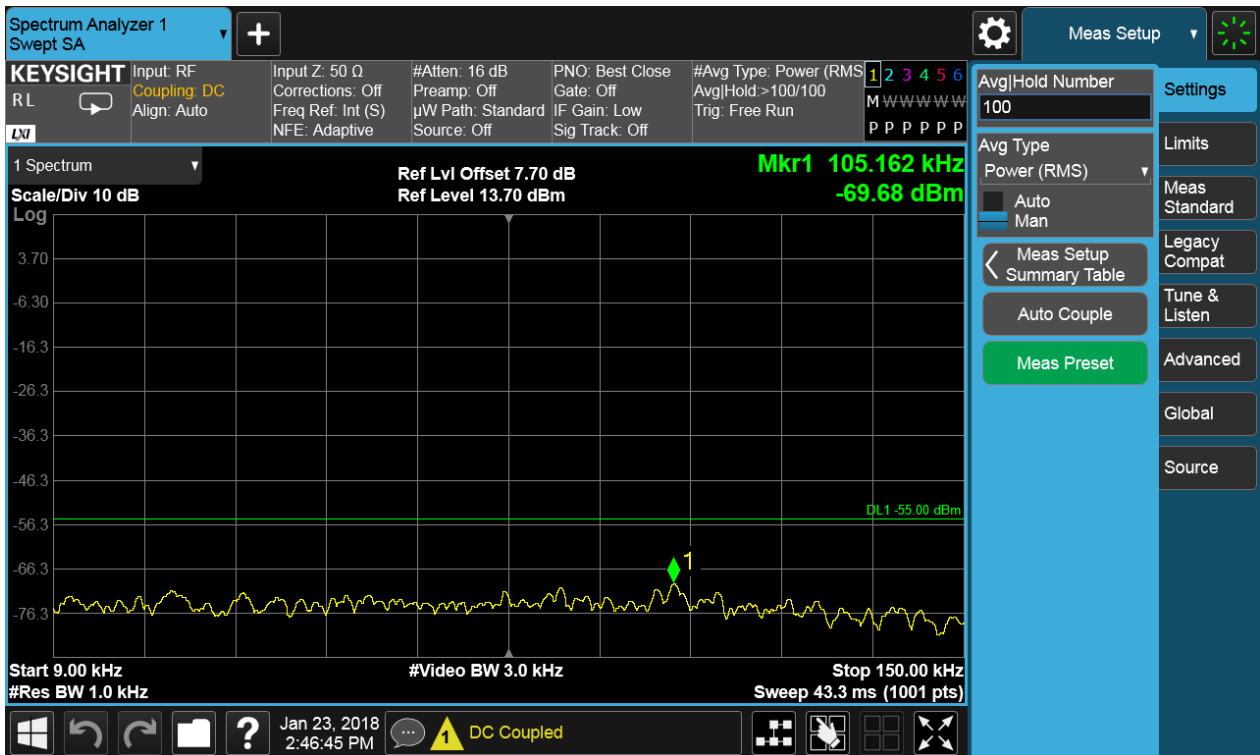 Spectrum Analyzer 1
Swept SA
+
Meas Setup
KEYSIGHT
RL
LXI
Input: RF
Coupling: DC
Align: Auto
Input Z: 50 Ω
Corrections: Off
Freq Ref: Int (S)
NFE: Adaptive
#Atten: 16 dB
Preamp: Off
µW Path: Standard
Source: Off
PNO: Best Close
Gate: Off
IF Gain: Low
Sig Track: Off
#Avg Type: Power (RMS
Avg|Hold:>100/100
Trig: Free Run
1 2 3 4 5 6
M W W W W W
P P P P P P
1 Spectrum
Scale/Div 10 dB
Ref Lvl Offset 7.70 dB
Ref Level 13.70 dBm
Mkr1 105.162 kHz
-69.68 dBm
Log
3.70
-6.30
-16.3
-26.3
-36.3
-46.3
-56.3
-66.3
-76.3
DL1 -55.00 dBm
1
Start 9.00 kHz
#Res BW 1.0 kHz
#Video BW 3.0 kHz
Stop 150.00 kHz
Sweep 43.3 ms (1001 pts)
Avg|Hold Number
100
Avg Type
Power (RMS)
Auto
Man
Meas Setup
Summary Table
Auto Couple
Meas Preset
Settings
Limits
Meas
Standard
Legacy
Compat
Tune &
Listen
Advanced
Global
Source
?
Jan 23, 2018
2:46:45 PM
1
DC Coupled